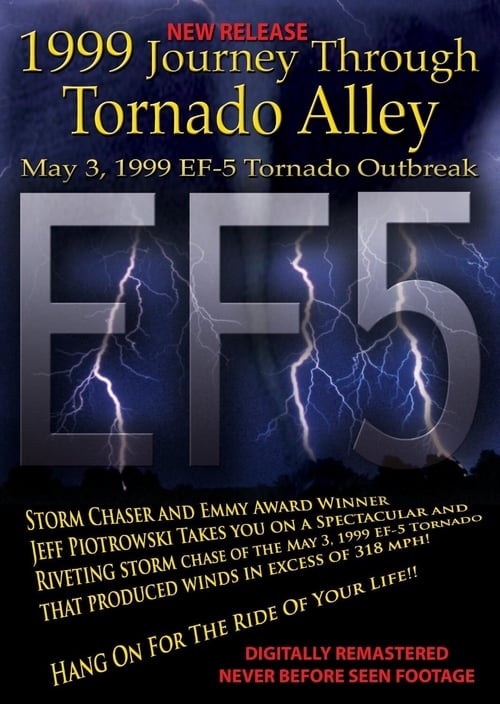 NEW RELEASE
1999 Journey Through
Tornado Alley
May 3, 1999 EF-5 Tornado Outbreak
EF5
Storm Chaser and Emmy Award Winner
Jeff Piotrowski Takes you on a Spectacular and
Riveting storm chase of the May 3, 1999 EF-5 Tornado
that produced winds in excess of 318 mph!
Hang On For The Ride Of Your Life!!
DIGITALLY REMASTERED
NEVER BEFORE SEEN FOOTAGE